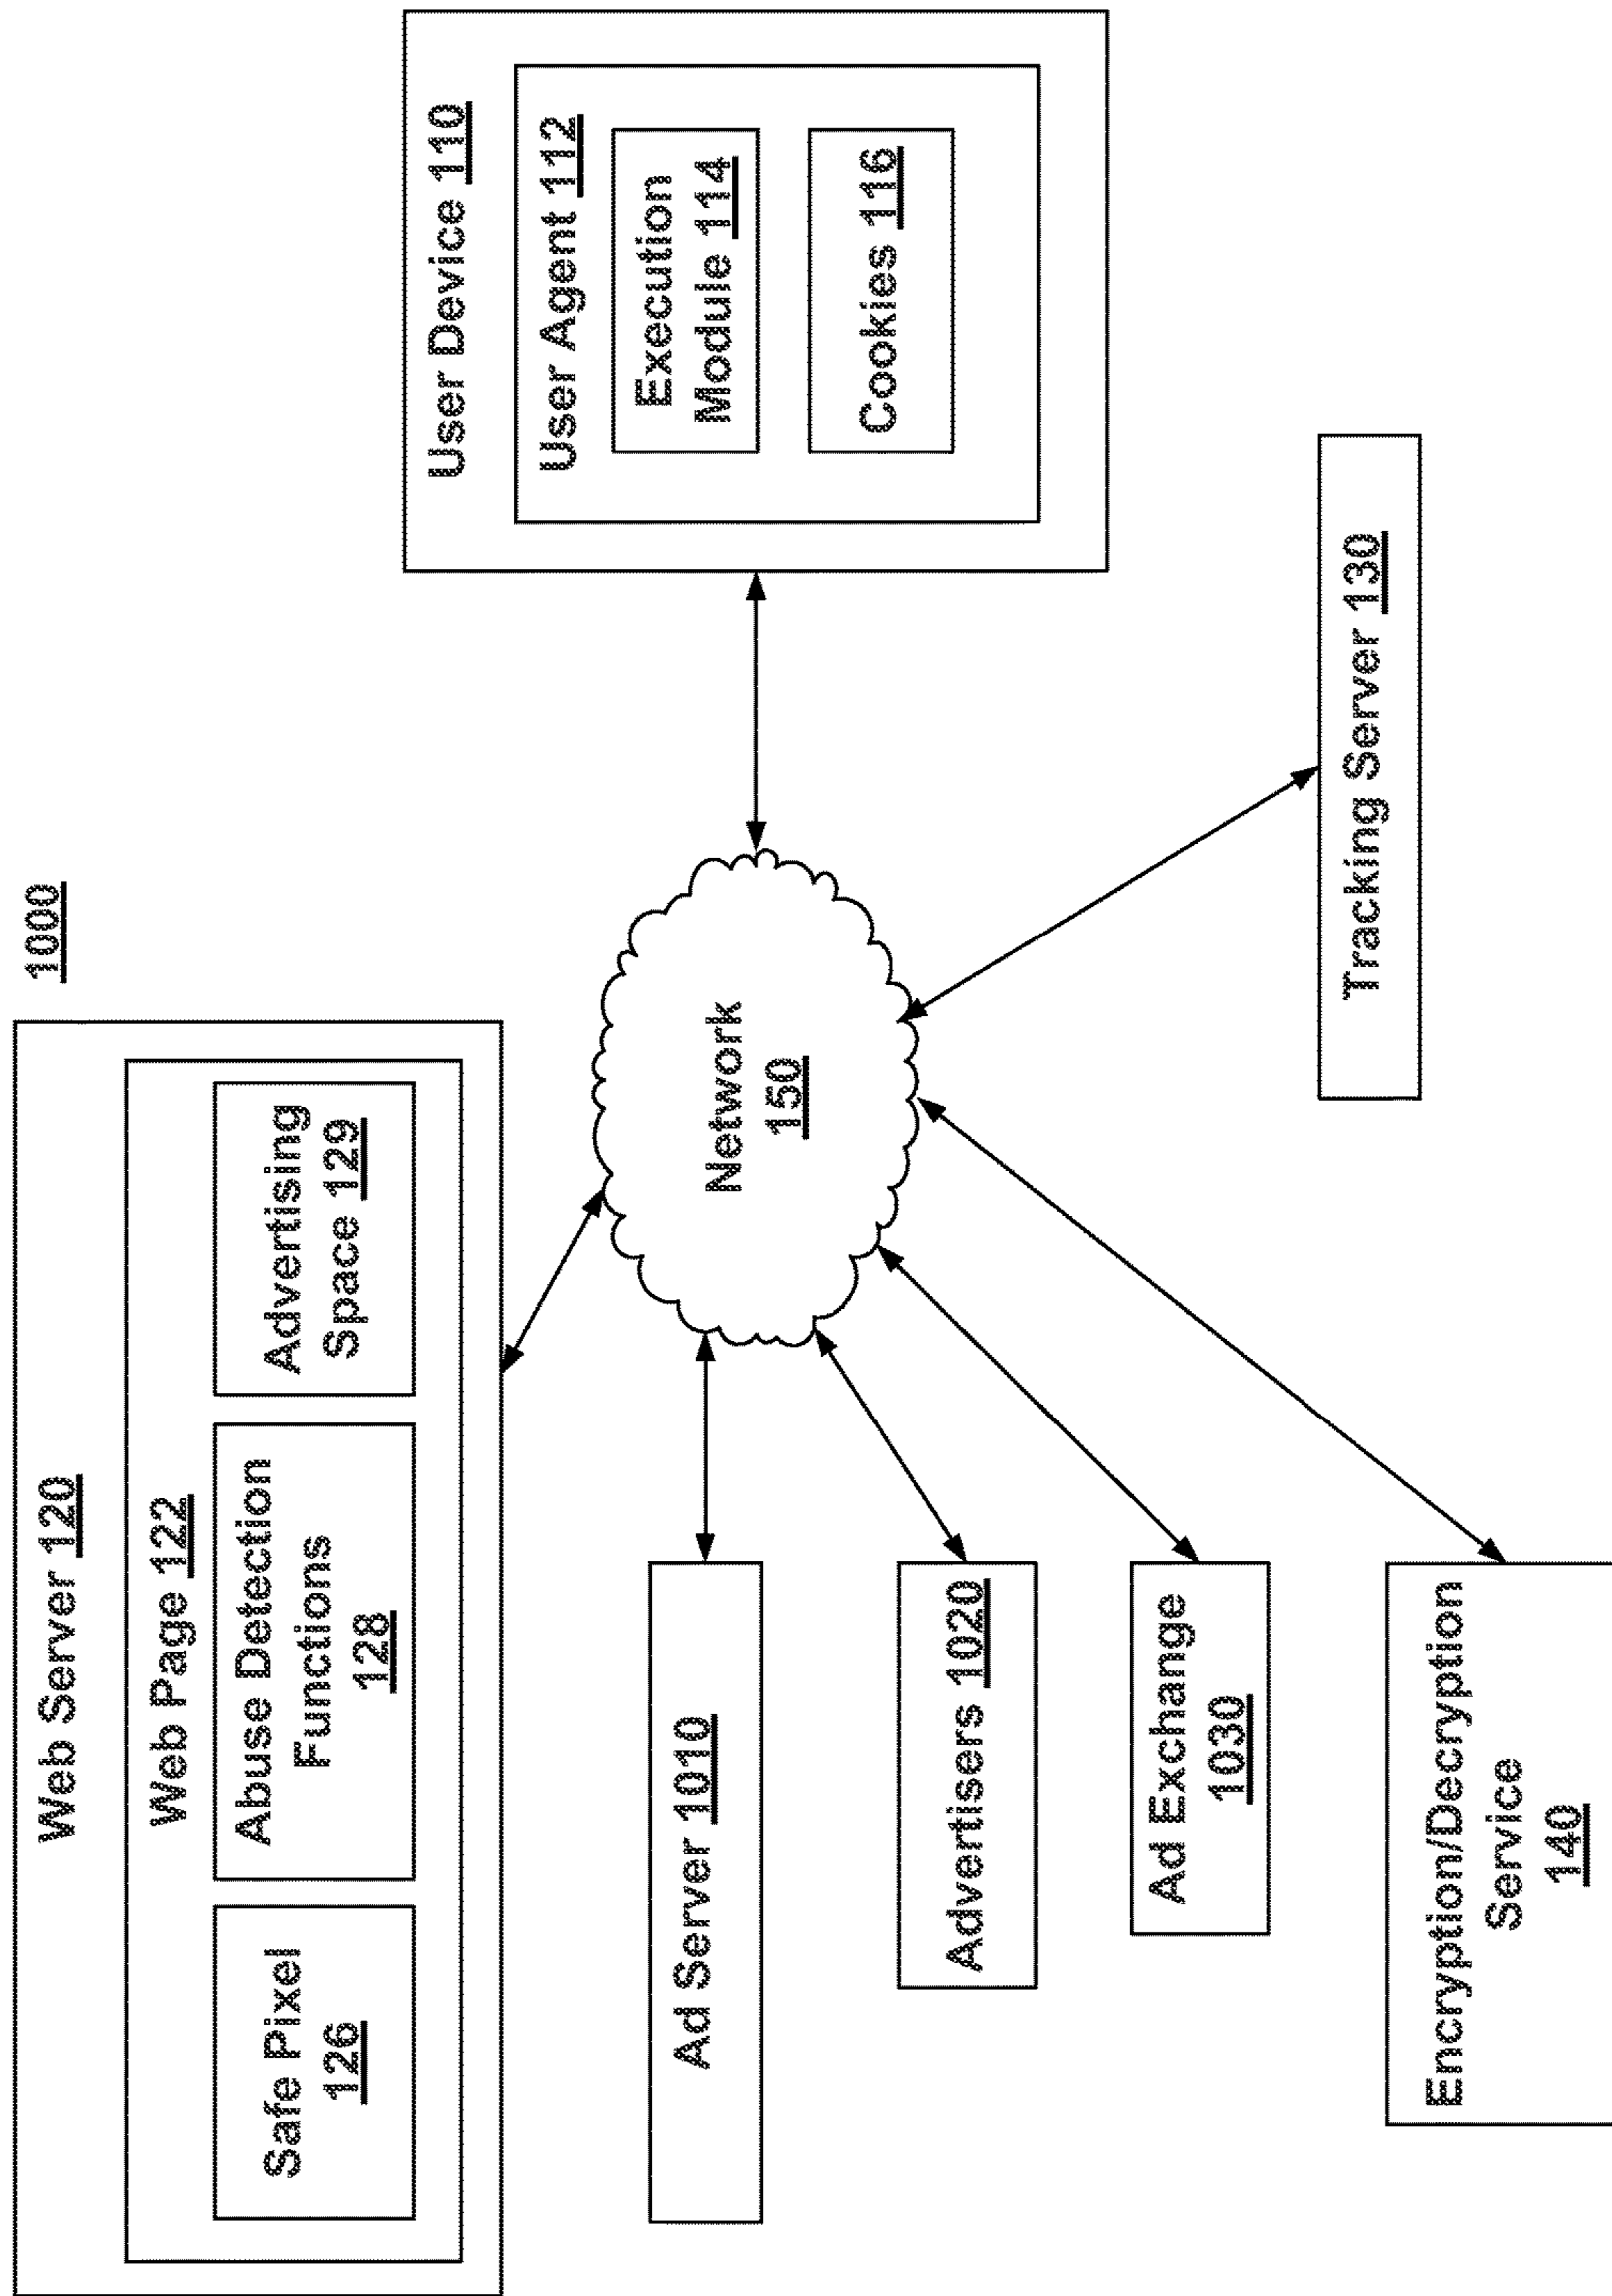 1000
Web Server 120
Web Page 122
Safe Pixel
126
Abuse Detection
Functions
128
Advertising
Space 129
User Device 110
User Agent 112
Execution
Module 114
Cookies 116
Network
150
Ad Server 1010
Advertisers 1020
Ad Exchange
1030
Encryption/Decryption
Service
140
Tracking Server 130